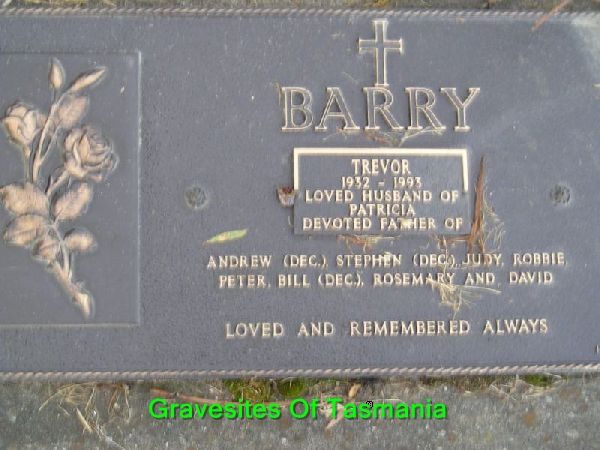 BARRY
TREVOR
1932 - 1993
LOVED HUSBAND OF
PATRICIA
DEVOTED FATHER OF
ANDREW (DEC.) STEPHEN (DEC.) JUDY, ROBBIE,
PETER, BILL (DEC.), ROSEMARY AND DAVID
LOVED AND REMEMBERED ALWAYS
Gravesites Of Tasmania